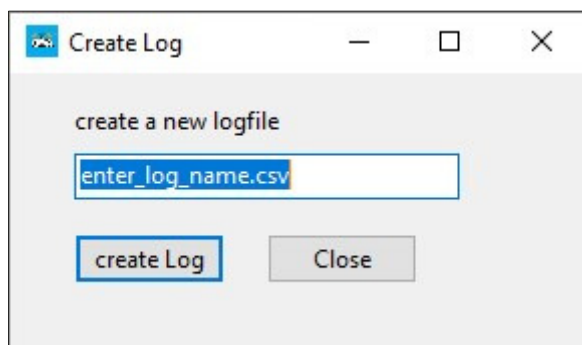 Create Log
create a new logfile
enter_log_name.csv
create Log Close